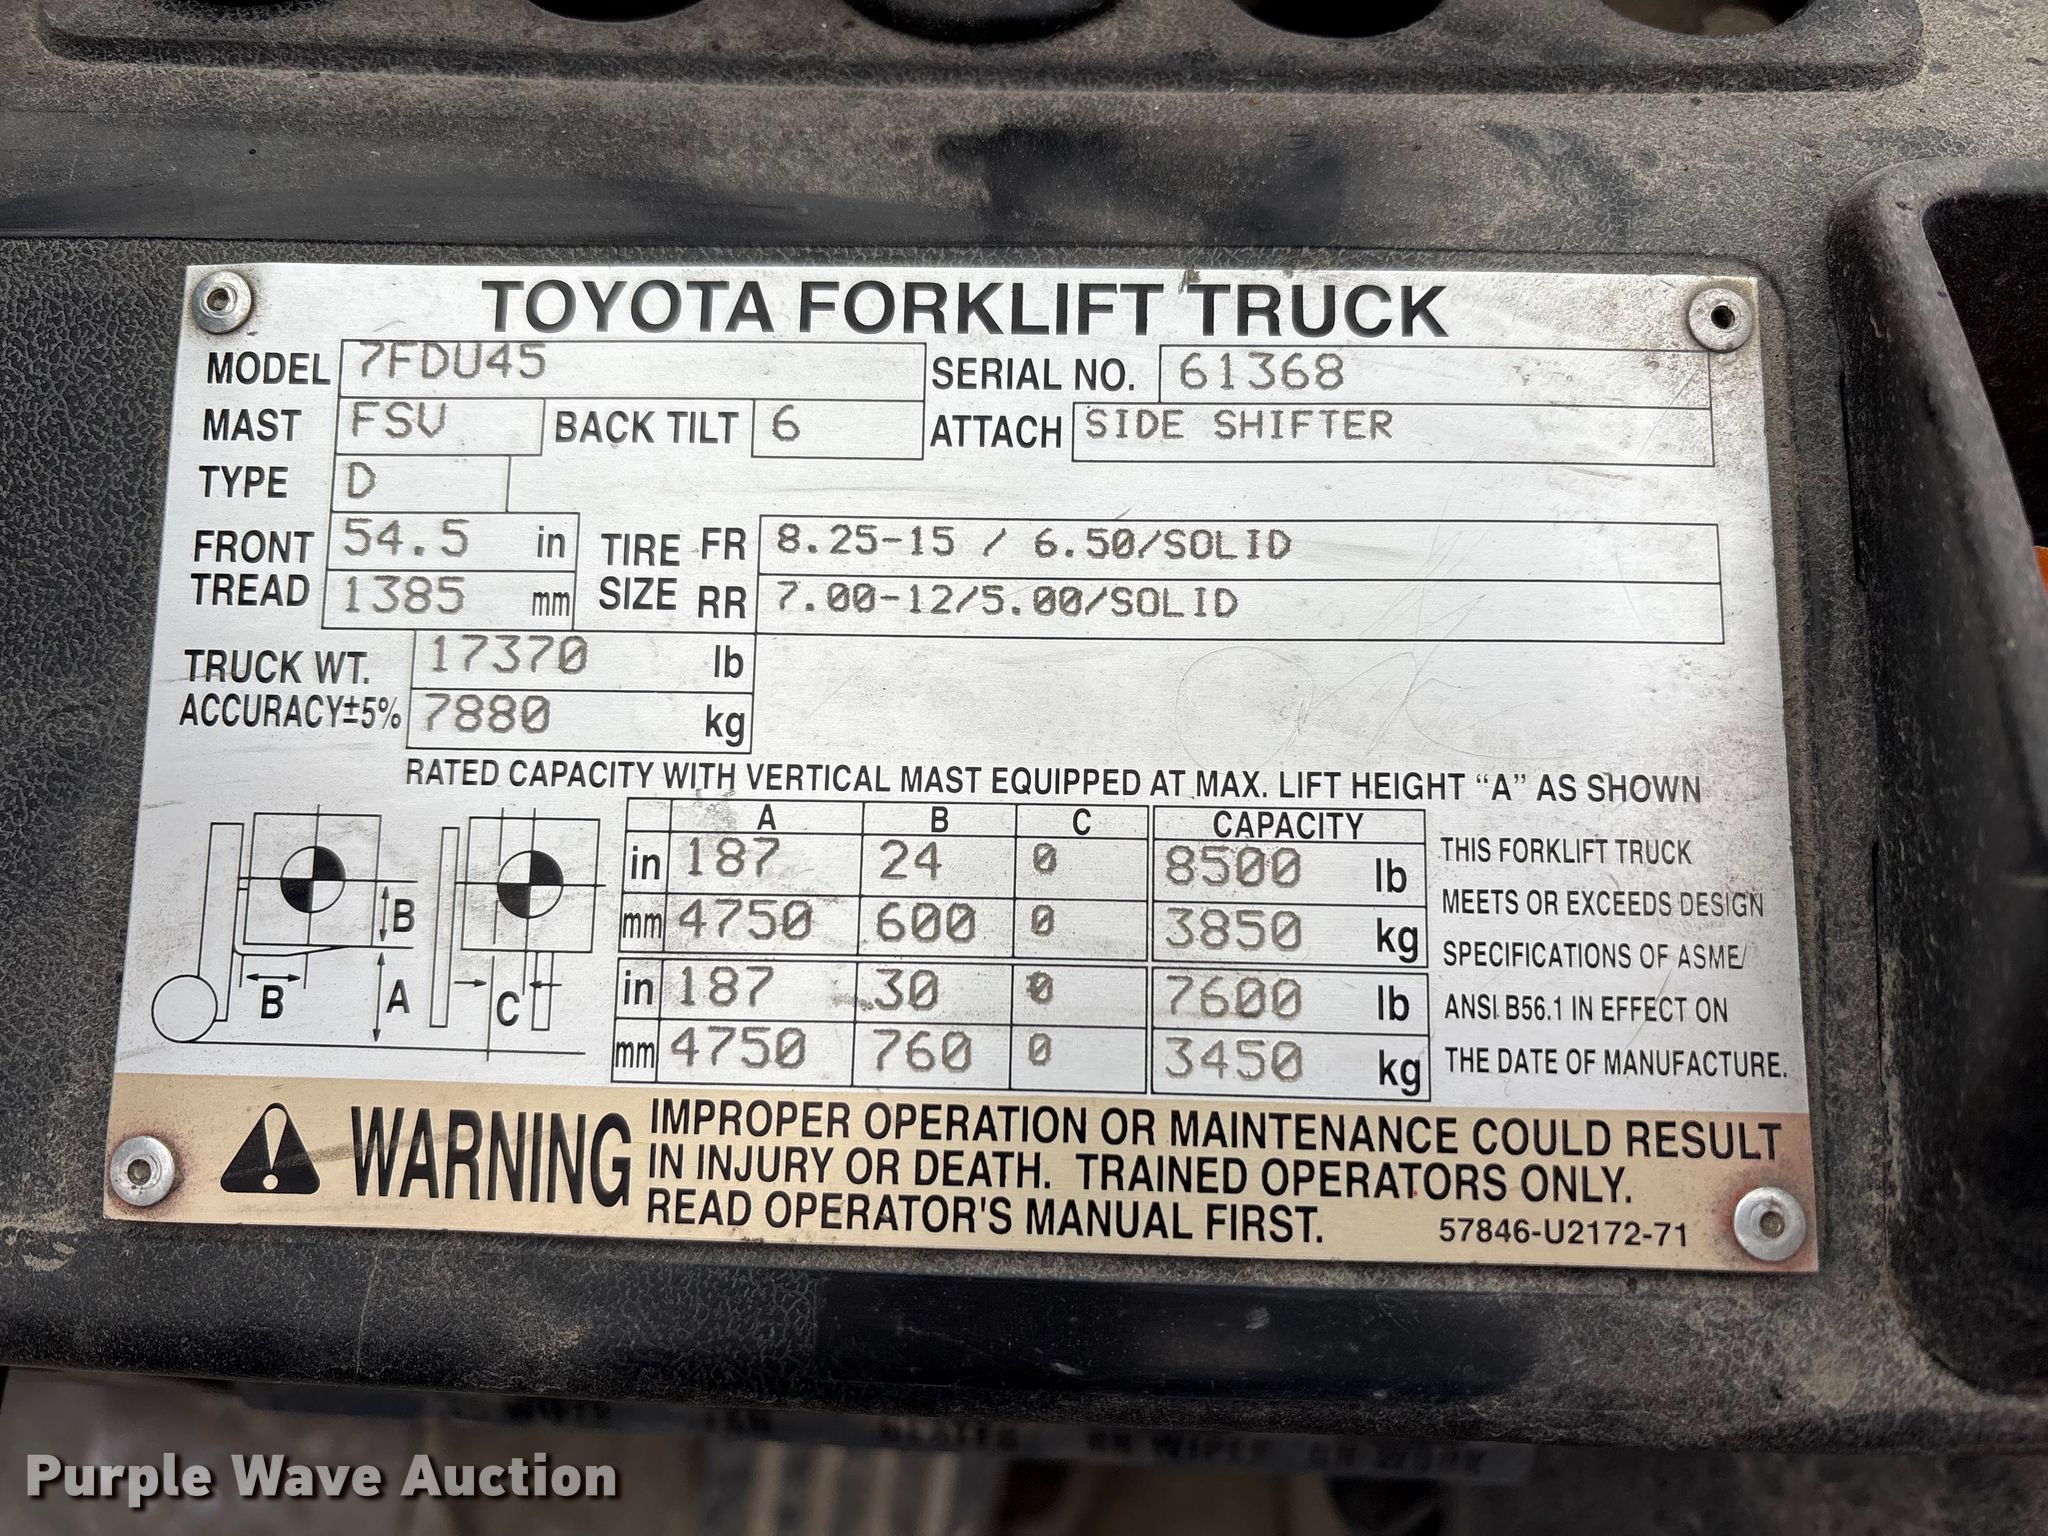 TOYOTA FORKLIFT TRUCK
MODEL 7FDU45 SERIAL NO. 61368
MAST FSV BACK TILT 6 ATTACH SIDE SHIFTER
TYPE D
FRONT TREAD 54.5 in TIRE SIZE FR 8.25-15 / 6.50/SOLID
1385 mm RR 7.00-12/5.00/SOLID
TRUCK WT. 17370 lb
ACCURACY±5% 7880 kg
RATED CAPACITY WITH VERTICAL MAST EQUIPPED AT MAX. LIFT HEIGHT "A" AS SHOWN
A B C CAPACITY
in 187 24 0 8500 lb
mm 4750 600 0 3850 kg
in 187 30 0 7600 lb
mm 4750 760 0 3450 kg
B
B A C
THIS FORKLIFT TRUCK
MEETS OR EXCEEDS DESIGN
SPECIFICATIONS OF ASME/
ANSI B56.1 IN EFFECT ON
THE DATE OF MANUFACTURE.
WARNING
IMPROPER OPERATION OR MAINTENANCE COULD RESULT
IN INJURY OR DEATH. TRAINED OPERATORS ONLY.
READ OPERATOR'S MANUAL FIRST. 57846-U2172-71
Purple Wave Auction